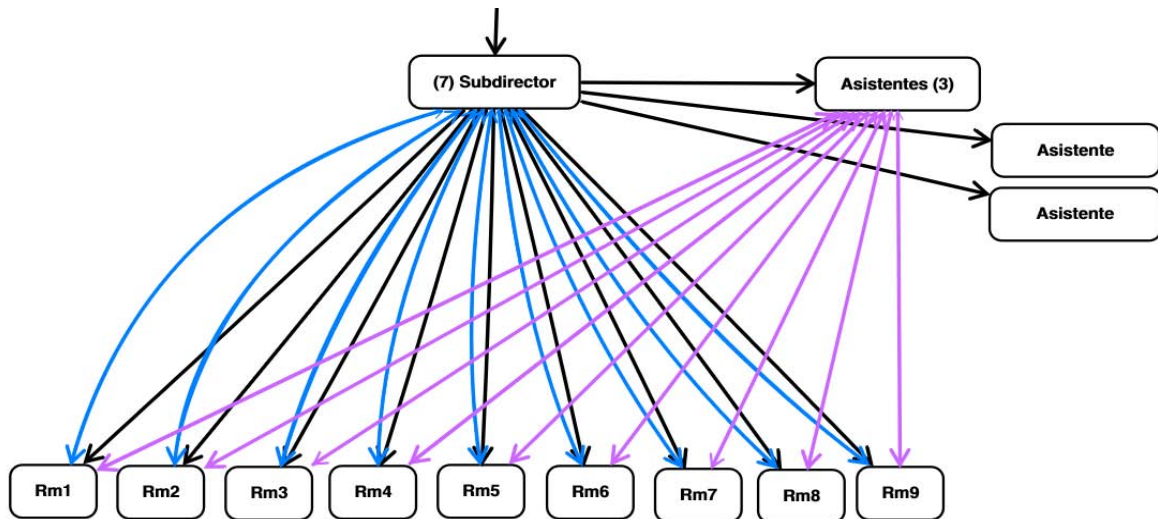 (7) Subdirector
Asistentes (3)
Asistente
Asistente
Rm1
Rm2
Rm3
Rm4
Rm5
Rm6
Rm7
Rm8
Rm9